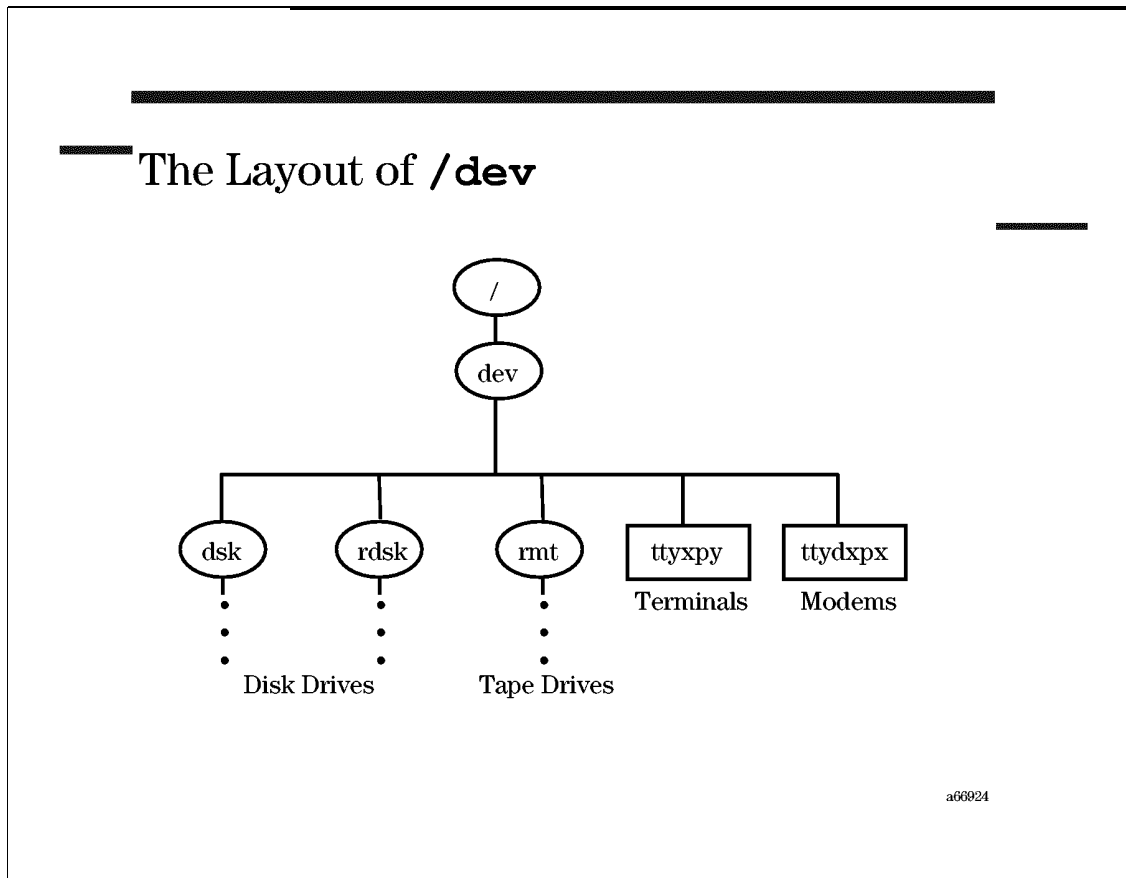 The Layout of /dev
/
dev
dsk rdsk rmt ttyxpy ttydxpx
Terminals Modems
Disk Drives Tape Drives
a66924